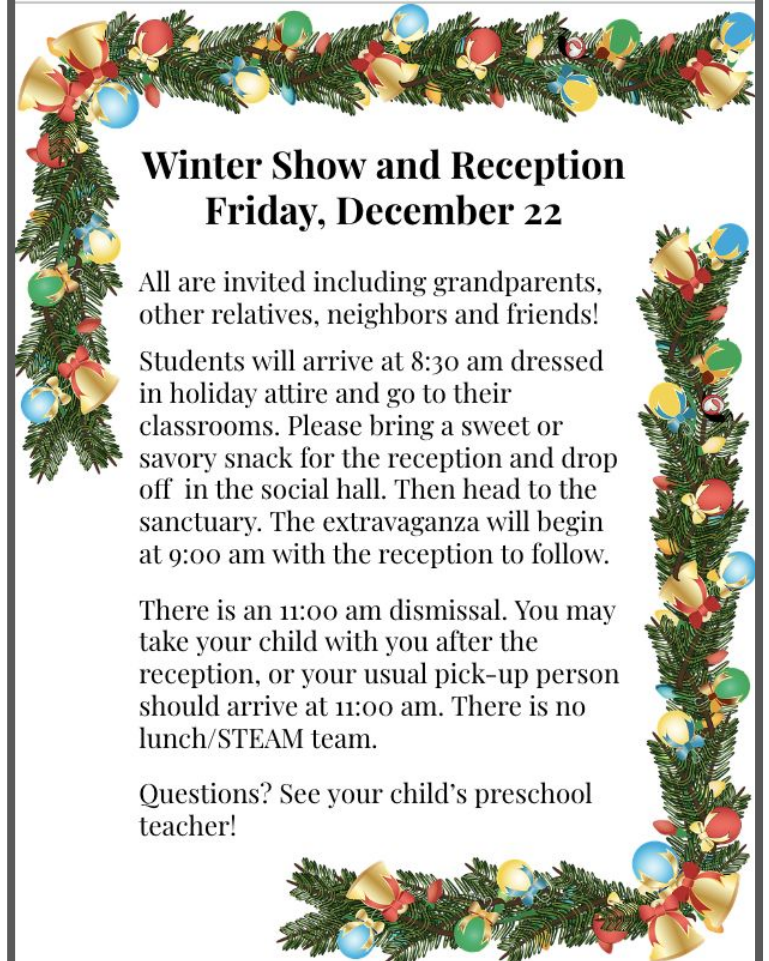 Winter Show and Reception
Friday, December 22
All are invited including grandparents,
other relatives, neighbors and friends!
Students will arrive at 8:30 am dressed
in holiday attire and go to their
classrooms. Please bring a sweet or
savory snack for the reception and drop
off in the social hall. Then head to the
sanctuary. The extravaganza will begin
at 9:00 am with the reception to follow.
There is an 11:00 am dismissal. You may
take your child with you after the
reception, or your usual pick-up person
should arrive at 11:00 am. There is no
lunch/STEAM team.
Questions? See your child’s preschool
teacher!